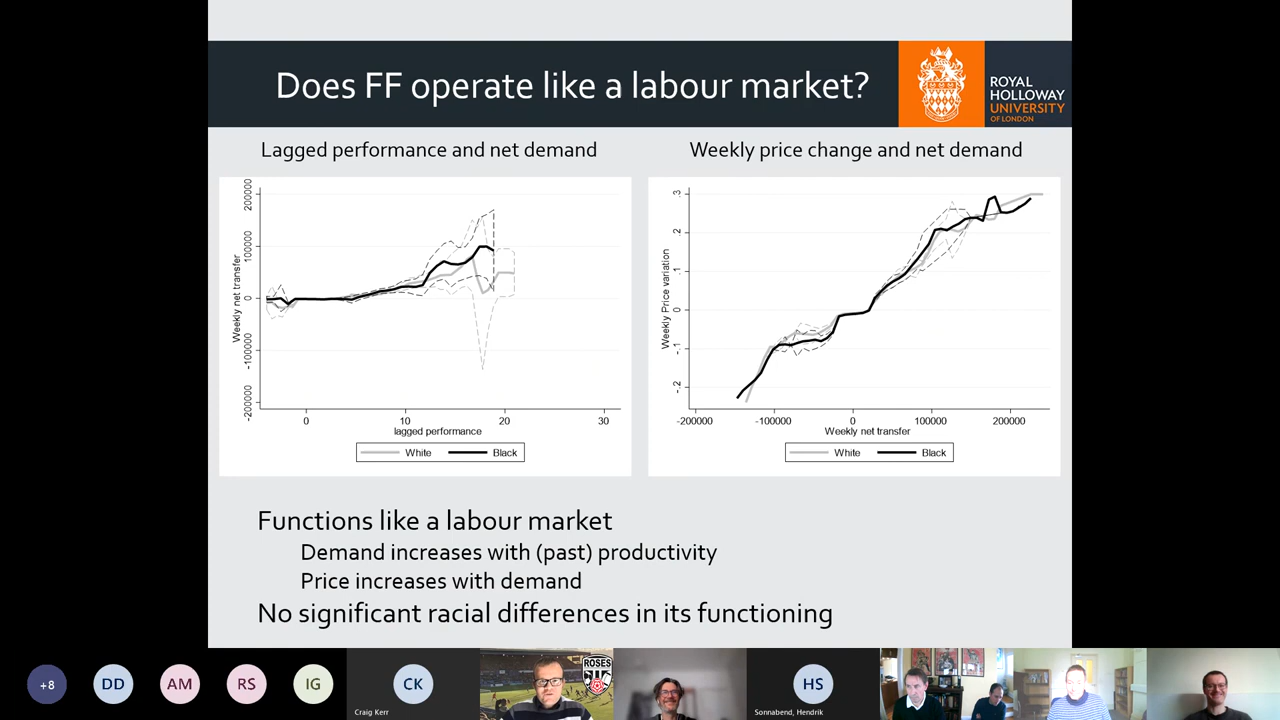 Does FF operate like a labour market?
ROYAL
HOLLOWAY
UNIVERSITY
OF LONDON
Lagged performance and net demand
Weekly net transfer
200000
100000
0
-100000
-200000
0 10 20 30
lagged performance
White Black
Weekly price change and net demand
Weekly Price variation
.3
.2
.1
0
-.1
-.2
-200000 -100000 0 100000 200000
Weekly net transfer
White Black
Functions like a labour market
Demand increases with (past) productivity
Price increases with demand
No significant racial differences in its functioning
+8 DD AM RS IG CK HS
ROSES
Craig Kerr
Sonnabend, Hendrik